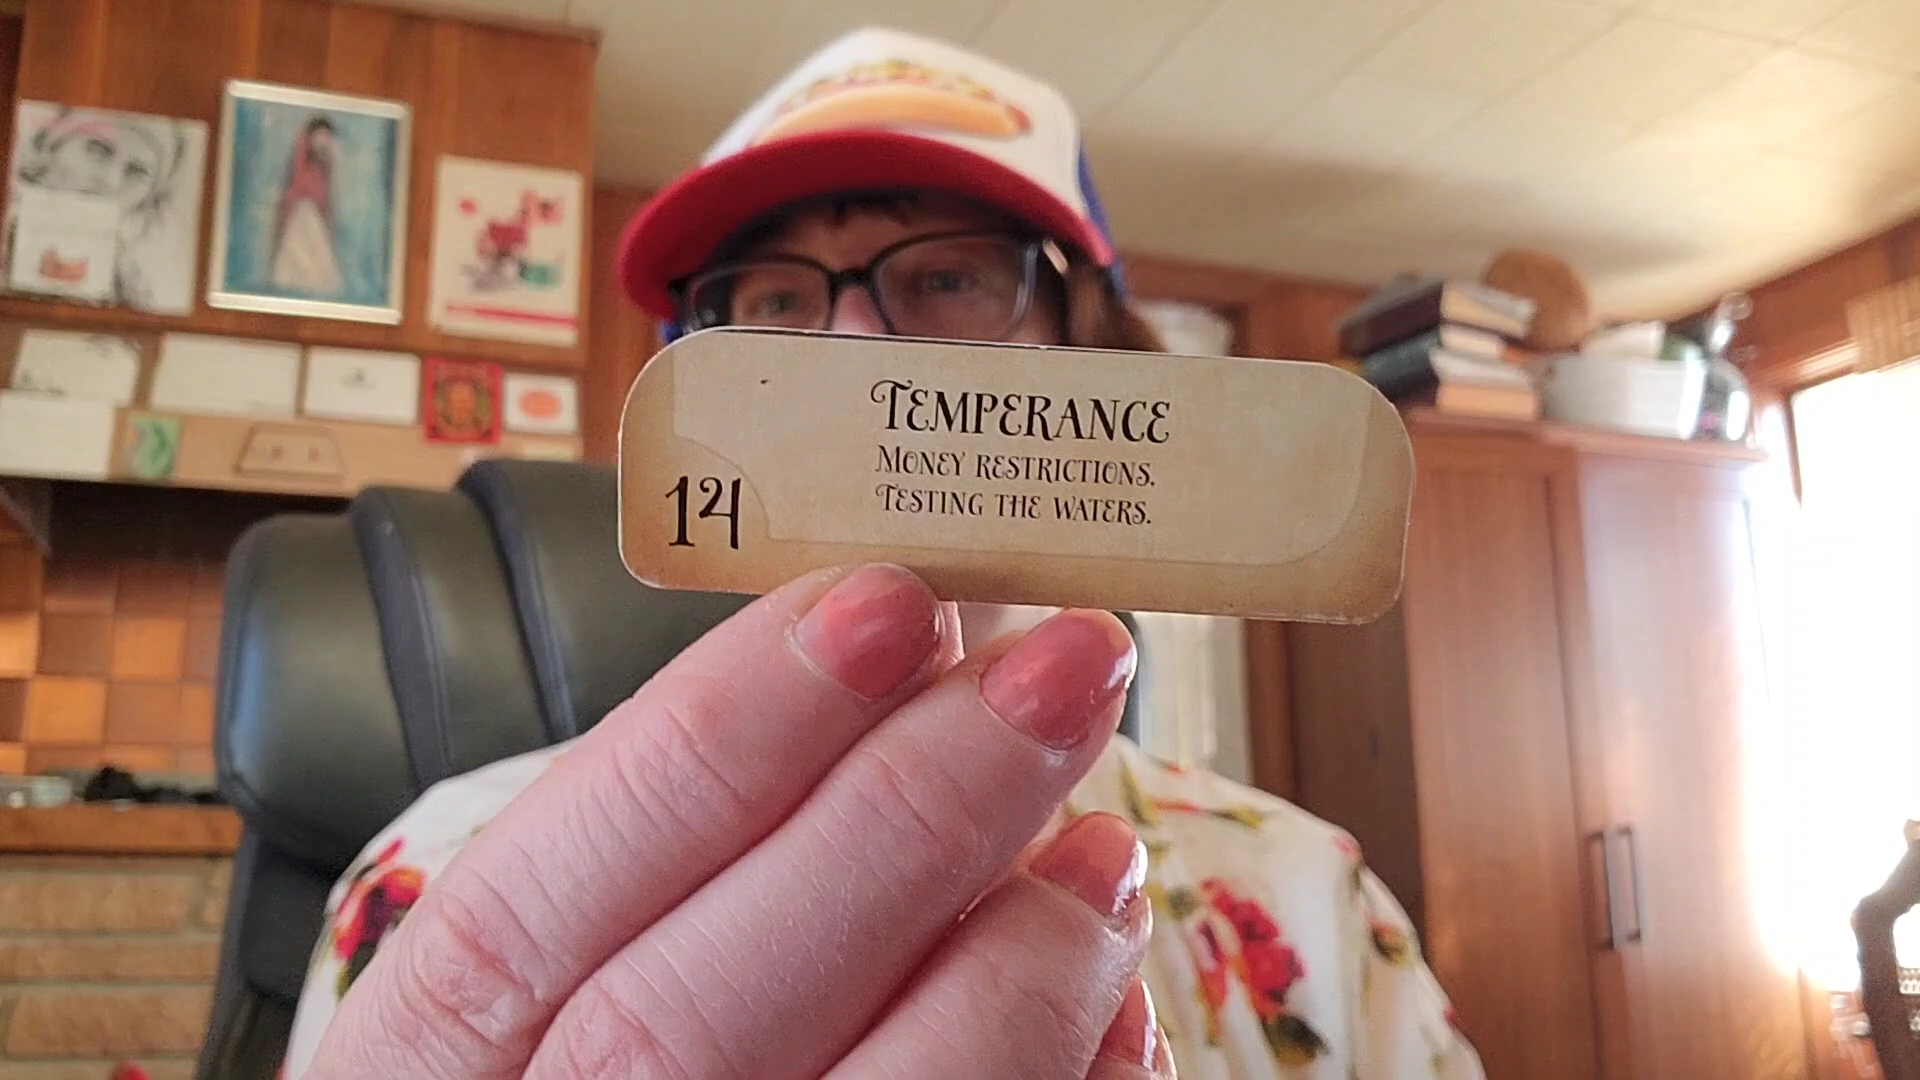 TEMPERANCE
MONEY RESTRICTIONS.
TESTING THE WATERS.
14